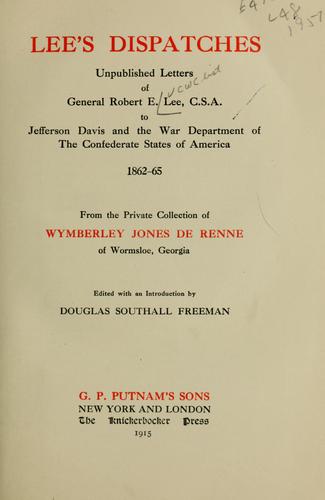 LEE'S DISPATCHES
Unpublished Letters
of
General Robert E. Lee, C.S.A.
to
Jefferson Davis and the War Department of
The Confederate States of America
1862-65
From the Private Collection of
WYMBERLEY JONES DE RENNE
of Wormsloe, Georgia
Edited with an Introduction by
DOUGLAS SOUTHALL FREEMAN
G. P. PUTNAM'S SONS
NEW YORK AND LONDON
The Knickerbocker Press
1915